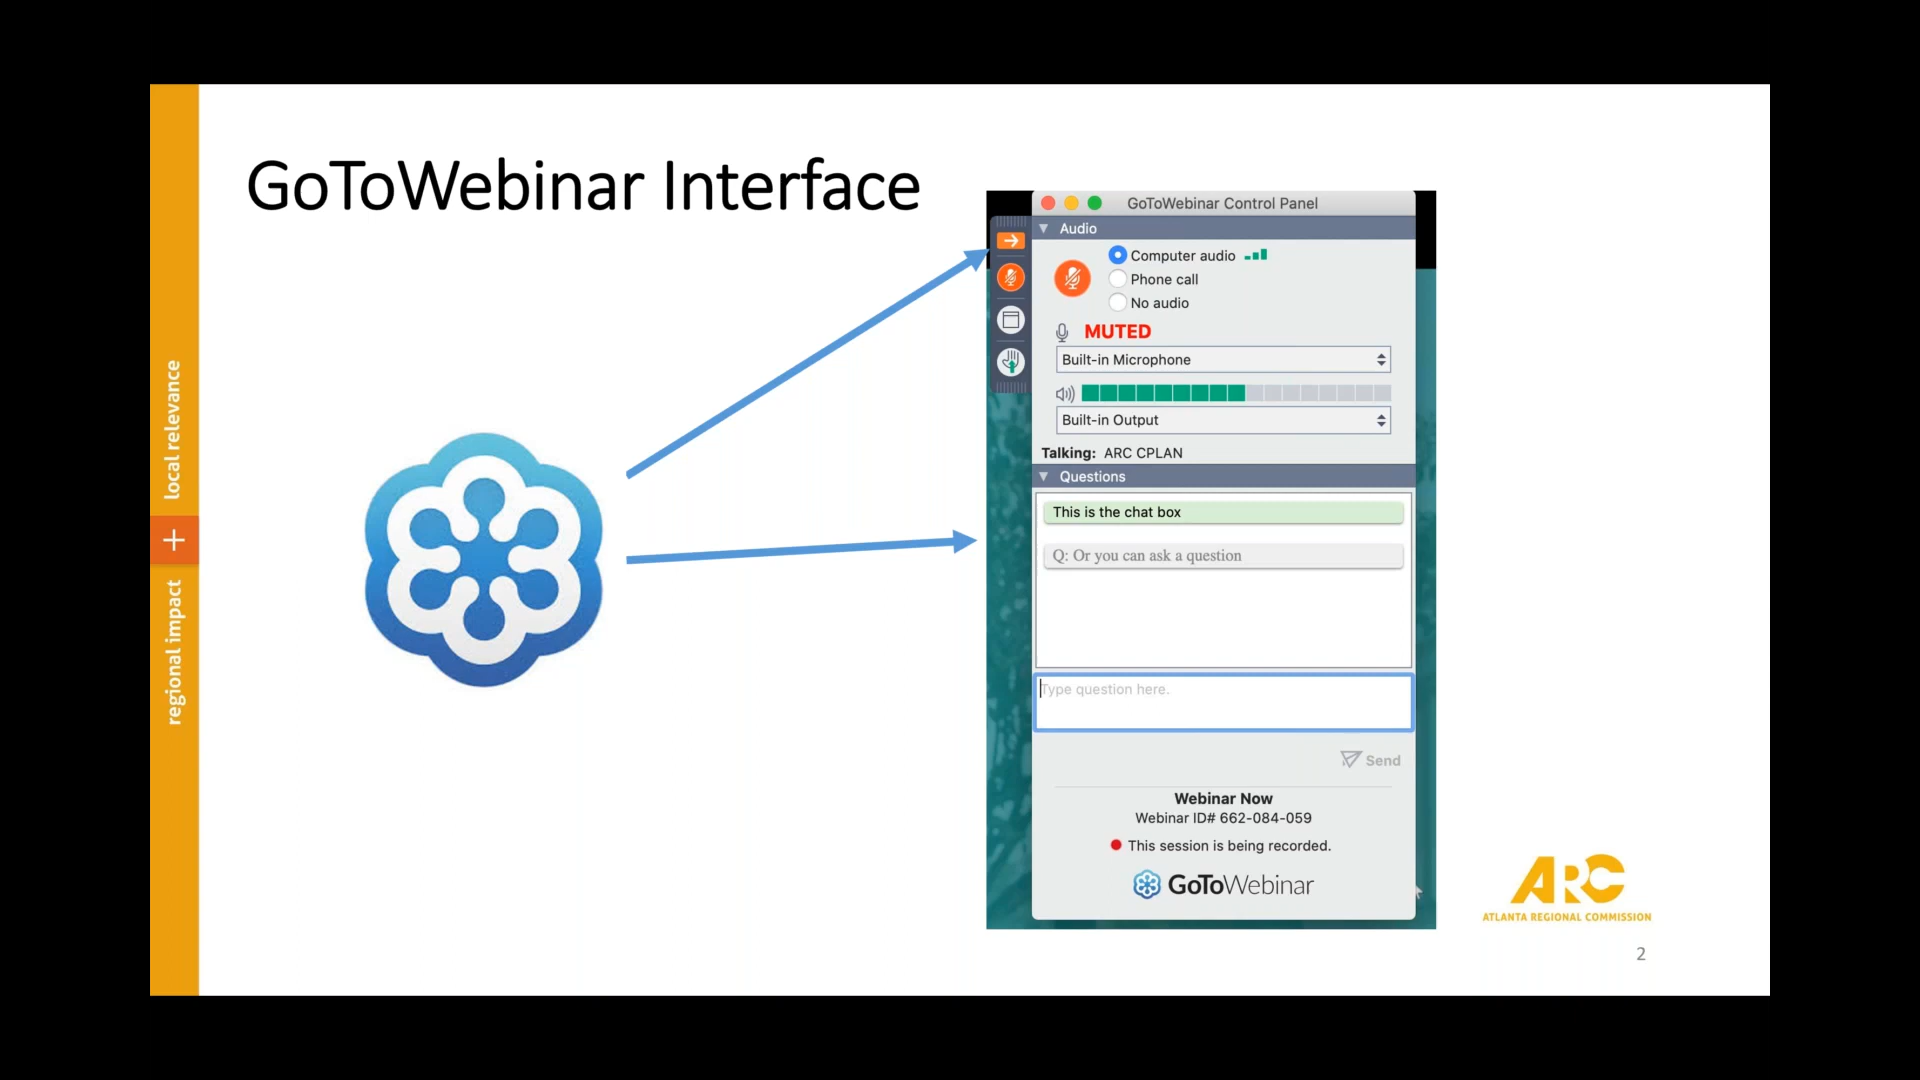 GoToWebinar Interface
local relevance
regional impact
GoToWebinar Control Panel
Audio
Computer audio
Phone call
No audio
MUTED
Built-in Microphone
Built-in Output
Talking: ARC CPLAN
Questions
This is the chat box
Q: Or you can ask a question
Type question here.
Send
Webinar Now
Webinar ID# 662-084-059
This session is being recorded.
GoToWebinar
ARC
ATLANTA REGIONAL COMMISSION
2